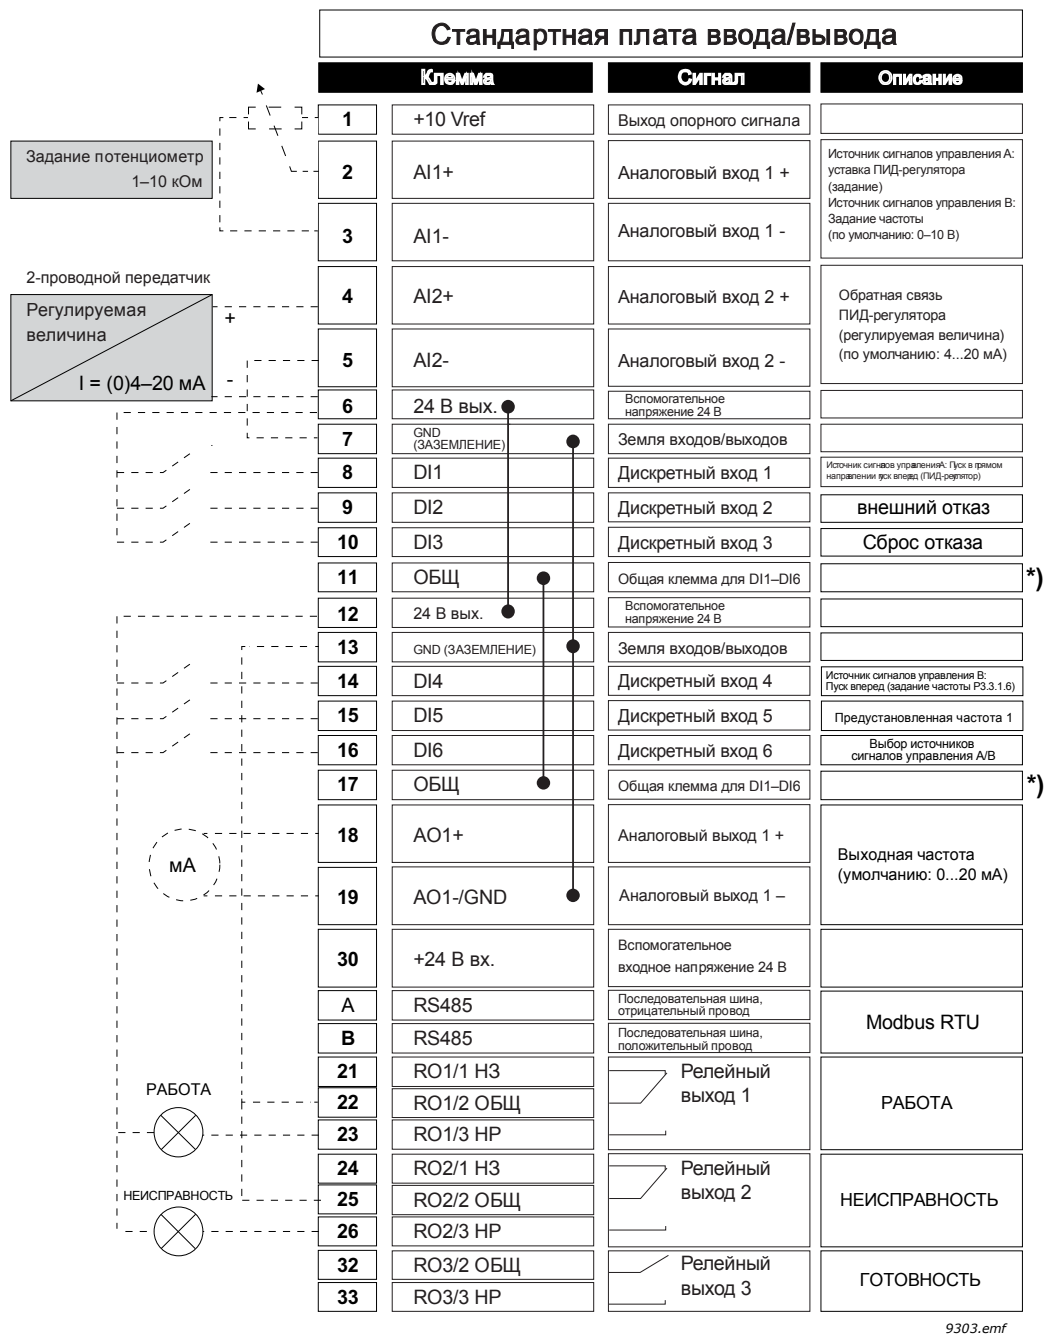 Стандартная плата ввода/вывода
Клемма Сигнал Описание
1 +10 Vref Выход опорного сигнала
Задание потенциометр
1–10 кОм
2 AI1+ Аналоговый вход 1 +
Источник сигналов управления A:
уставка ПИД-регулятора
(задание)
Источник сигналов управления B:
Задание частоты
(по умолчанию: 0–10 В)
3 AI1- Аналоговый вход 1 -
2-проводной передатчик
Регулируемая
величина
I = (0)4–20 мА
+
-
4 AI2+ Аналоговый вход 2 +
Обратная связь
ПИД-регулятора
(регулируемая величина)
(по умолчанию: 4...20 мА)
5 AI2- Аналоговый вход 2 -
6 24 В вых.
Вспомогательное
напряжение 24 В
7 GND
(ЗАЗЕМЛЕНИЕ)
Земля входов/выходов
8 DI1 Дискретный вход 1
Источник сигналов управленияA: Пуск в прямом
направлении пуск вперед (ПИД-регулятор)
9 DI2 Дискретный вход 2 внешний отказ
10 DI3 Дискретный вход 3 Сброс отказа
11 ОБЩ Общая клемма для DI1–DI6 *)
12 24 В вых.
Вспомогательное
напряжение 24 В
13 GND (ЗАЗЕМЛЕНИЕ) Земля входов/выходов
14 DI4 Дискретный вход 4
Источник сигналов управления B:
Пуск вперед (задание частоты P3.3.1.6)
15 DI5 Дискретный вход 5 Предустановленная частота 1
16 DI6 Дискретный вход 6
Выбор источников
сигналов управления A/B
17 ОБЩ Общая клемма для DI1–DI6 *)
мА
18 AO1+ Аналоговый выход 1 +
Выходная частота
(умолчанию: 0...20 мА)
19 AO1-/GND Аналоговый выход 1 –
30 +24 В вх.
Вспомогательное
входное напряжение 24 В
A RS485
Последовательная шина,
отрицательный провод
Modbus RTU
B RS485
Последовательная шина,
положительный провод
21 RO1/1 НЗ
Релейный
выход 1
РАБОТА
22 RO1/2 ОБЩ
РАБОТА
23 RO1/3 НР
24 RO2/1 НЗ
Релейный
выход 2
НЕИСПРАВНОСТЬ
25 RO2/2 ОБЩ
НЕИСПРАВНОСТЬ
26 RO2/3 НР
32 RO3/2 ОБЩ
Релейный
выход 3
ГОТОВНОСТЬ
33 RO3/3 НР
9303.emf